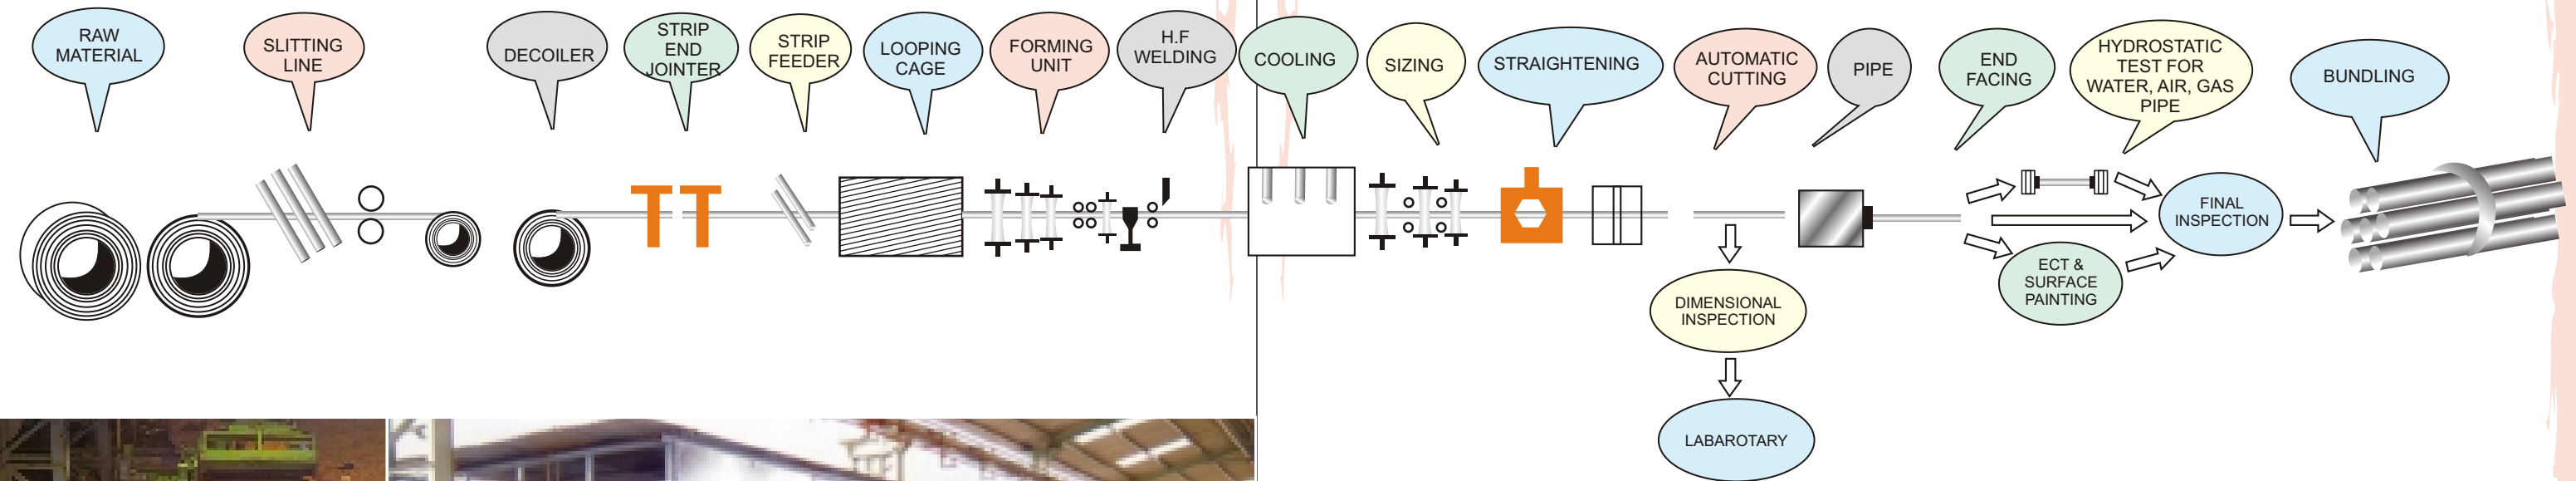 RAW
MATERIAL
SLITTING
LINE
DECOILER
STRIP
END
JOINTER
STRIP
FEEDER
LOOPING
CAGE
FORMING
UNIT
H.F
WELDING
COOLING
SIZING
STRAIGHTENING
AUTOMATIC
CUTTING
PIPE
END
FACING
HYDROSTATIC
TEST FOR
WATER, AIR, GAS
PIPE
BUNDLING
FINAL
INSPECTION
ECT &
SURFACE
PAINTING
DIMENSIONAL
INSPECTION
LABAROTARY